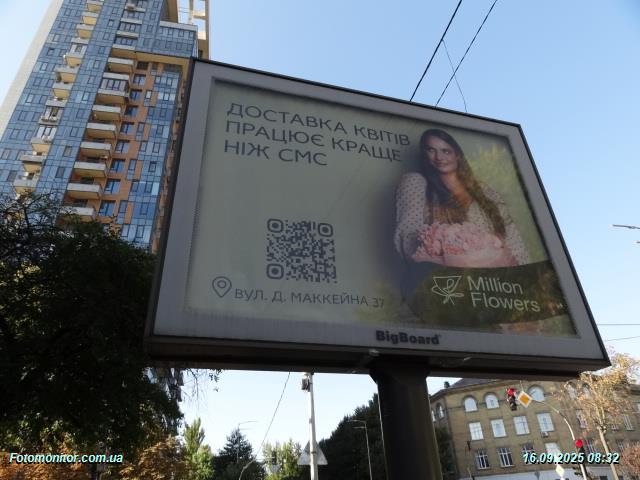 ДОСТАВКА КВІТІВ
ПРАЦЮЄ КРАЩЕ
НІЖ СМС
ВУЛ. Д. МАККЕЙНА 37
Million
Flowers
BigBoard
Fotomonitor.com.ua
16.09.2025 08:32